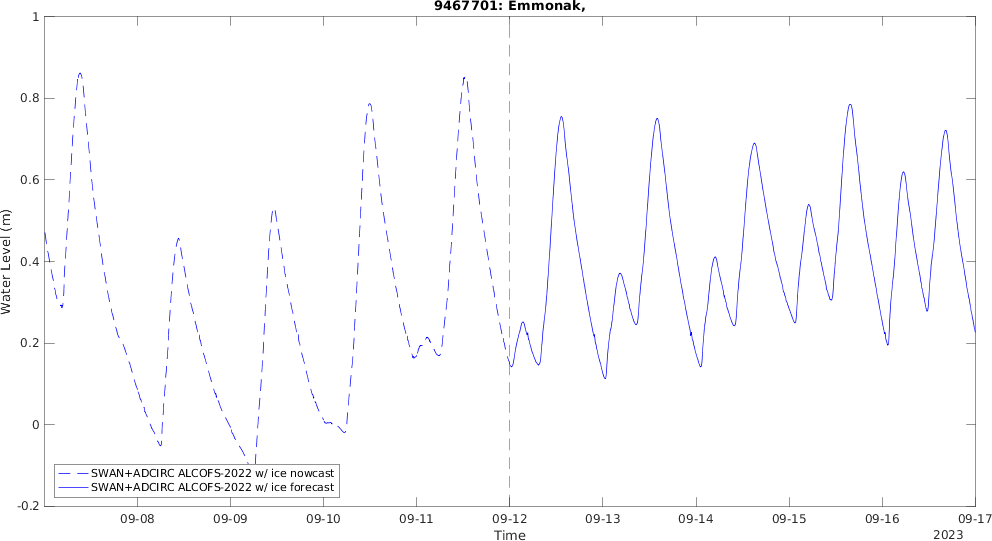 9467701: Emmonak,
Water Level (m)
1
0.8
0.6
0.4
0.2
0
-0.2
SWAN+ADCIRC ALCOFS-2022 w/ ice nowcast
SWAN+ADCIRC ALCOFS-2022 w/ ice forecast
09-08 09-09 09-10 09-11 09-12 09-13 09-14 09-15 09-16 09-17
Time
2023